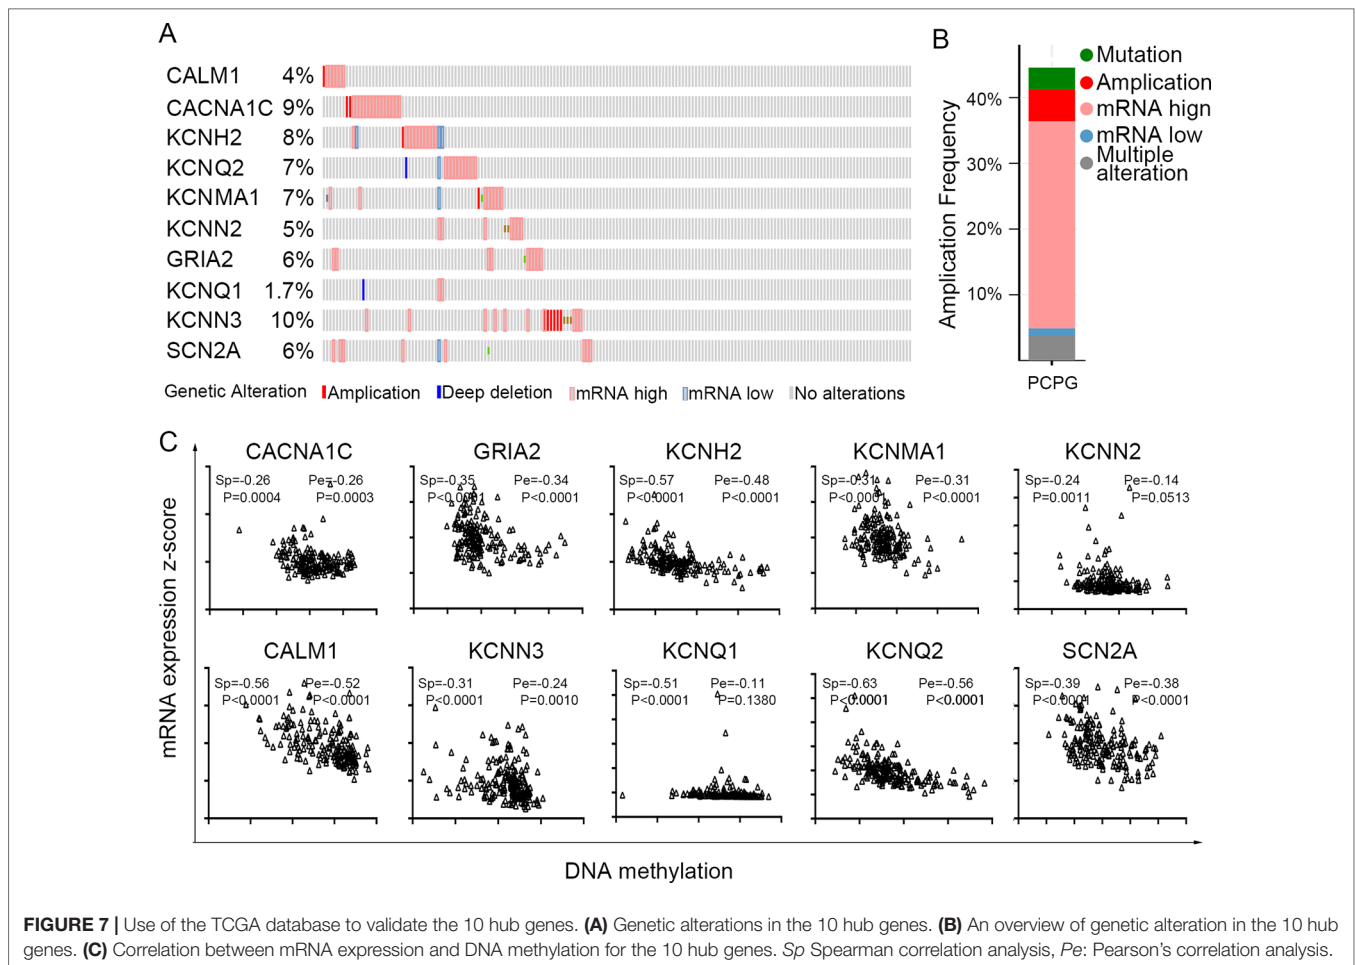 A
CALM1 4%
CACNA1C 9%
KCNH2 8%
KCNQ2 7%
KCNMA1 7%
KCNN2 5%
GRIA2 6%
KCNQ1 1.7%
KCNN3 10%
SCN2A 6%
Genetic Alteration Amplication Deep deletion mRNA high mRNA low No alterations
B
Amplication Frequency
40%
30%
20%
10%
PCPG
Mutation
Amplication
mRNA hign
mRNA low
Multiple
alteration
C
mRNA expression z-score
CACNA1C GRIA2 KCNH2 KCNMA1 KCNN2
Sp=-0.26 Pe=-0.26 Sp=-0.35 Pe=-0.34 Sp=-0.57 Pe=-0.48 Sp=-0.31 Pe=-0.31 Sp=-0.24 Pe=-0.14
P=0.0004 P=0.0003 P<0.0001 P<0.0001 P<0.0001 P<0.0001 P<0.0001 P<0.0001 P=0.0011 P=0.0513
CALM1 KCNN3 KCNQ1 KCNQ2 SCN2A
Sp=-0.56 Pe=-0.52 Sp=-0.31 Pe=-0.24 Sp=-0.51 Pe=-0.11 Sp=-0.63 Pe=-0.56 Sp=-0.39 Pe=-0.38
P<0.0001 P<0.0001 P<0.0001 P=0.0010 P<0.0001 P=0.1380 P<0.0001 P<0.0001 P<0.0001 P<0.0001
DNA methylation
FIGURE 7 | Use of the TCGA database to validate the 10 hub genes. (A) Genetic alterations in the 10 hub genes. (B) An overview of genetic alteration in the 10 hub
genes. (C) Correlation between mRNA expression and DNA methylation for the 10 hub genes. Sp Spearman correlation analysis, Pe: Pearson's correlation analysis.